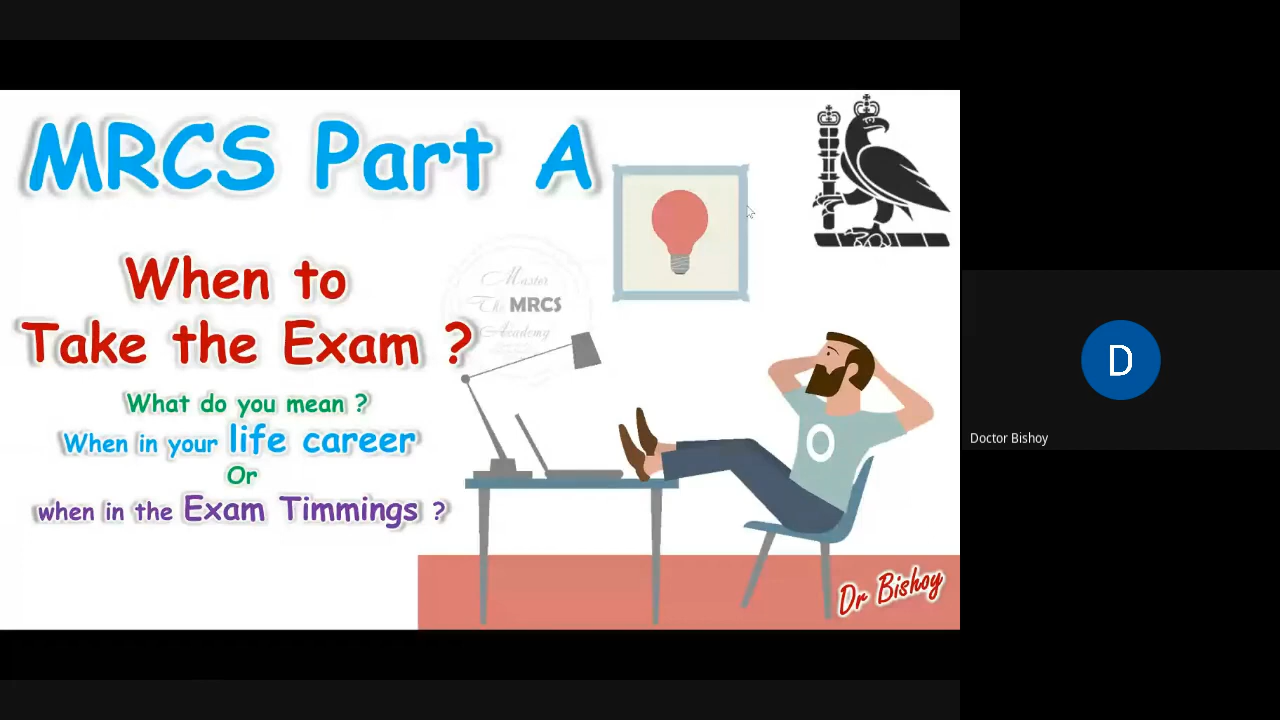 MRCS Part A
When to
Take the Exam ?
What do you mean ?
When in your life career
Or
when in the Exam Timmings ?
Master
The MRCS
Academy
Dr Bishoy
D
Doctor Bishoy